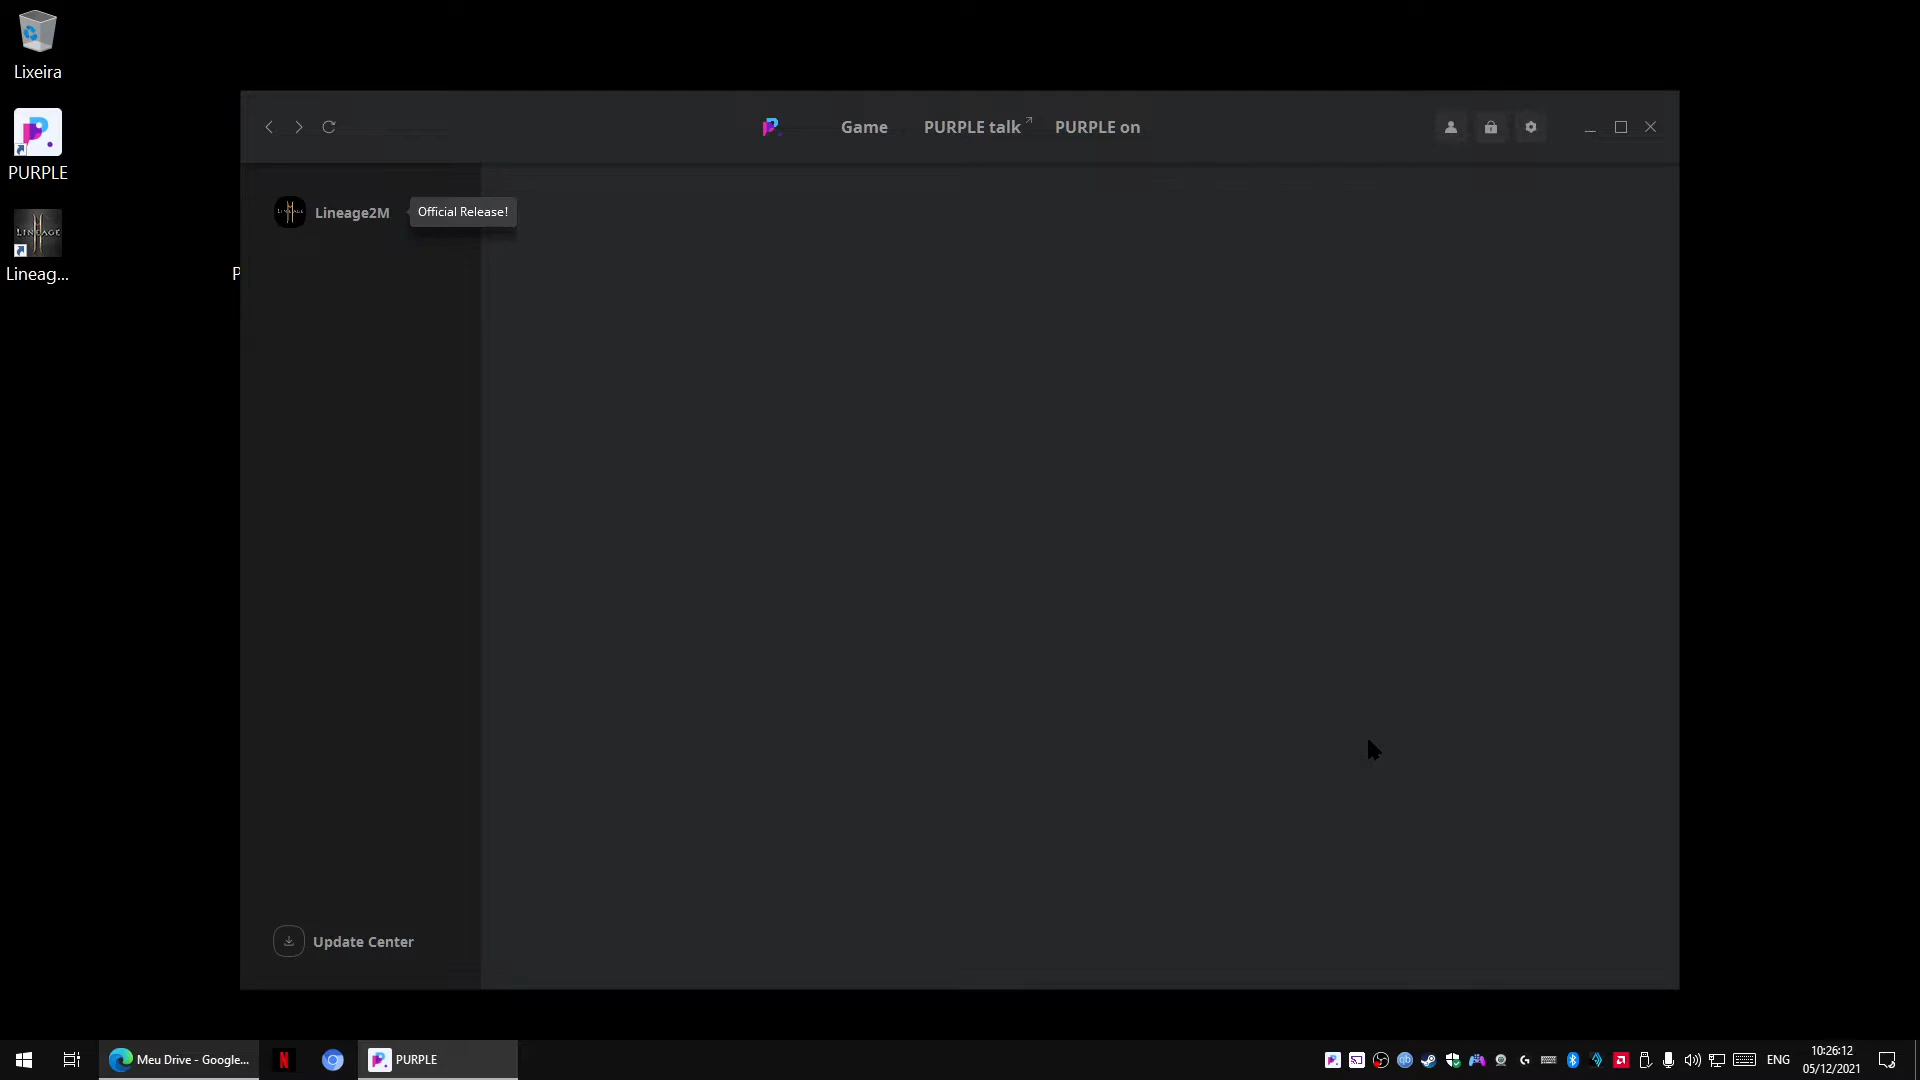 Lixeira
PURPLE
LINEAGE
Lineag...
P
Game
PURPLE talk
PURPLE on
Lineage2M
Official Release!
Update Center
Meu Drive - Google...
PURPLE
ENG
10:26:12
05/12/2021